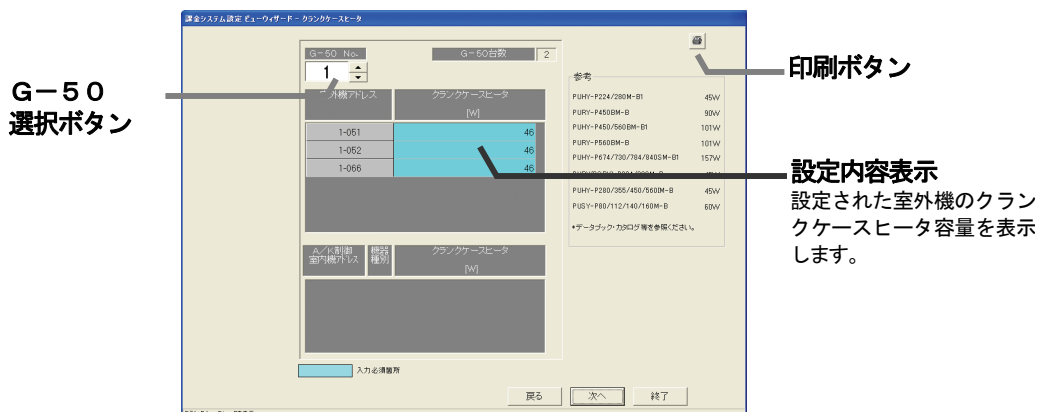 課金システム設定 ビューウィザード - クランクケースヒータ
G-50 No.
G-50台数 2
1
印刷ボタン
G-50
選択ボタン
クランクケースヒータ
[W]
1-051 46
1-052 46
1-066 46
参考
PUHY-P224/280M-B1 45W
PURY-P450BM-B 90W
PUHY-P450/560BM-B1 101W
PURY-P560BM-B 101W
PUHY-P674/730/784/840SM-B1 157W
PUHY-P280/355/450/560DM-B 45W
PUSY-P80/112/140/160M-B 60W
*データブック・カタログ等を参照ください。
設定内容表示
設定された室外機のクラン
クケースヒータ容量を表示
します。
A/K制御
室内機アドレス
機器
種別
クランクケースヒータ
[W]
入力必須箇所
戻る 次へ 終了